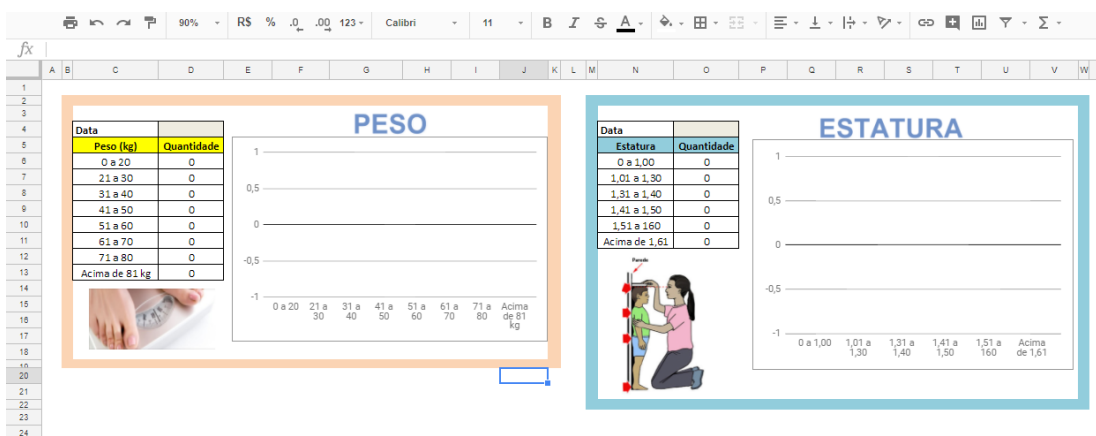 90% R$ % .0 .00 123 Calibri 11 B I S A Σ
fx
A B C D E F G H I J K L M N O P Q R S T U V W
1
2
3
4
5
6
7
8
9
10
11
12
13
14
15
16
17
18
19
20
21
22
23
24
PESO
Data
Peso (kg) Quantidade
0 a 20 0
21 a 30 0
31 a 40 0
41 a 50 0
51 a 60 0
61 a 70 0
71 a 80 0
Acima de 81 kg 0
1
0,5
0
-0,5
-1
0 a 20 21 a 31 a 41 a 51 a 61 a 71 a Acima
30 40 50 60 70 80 de 81
kg
ESTATURA
Data
Estatura Quantidade
0 a 1,00 0
1,01 a 1,30 0
1,31 a 1,40 0
1,41 a 1,50 0
1,51 a 160 0
Acima de 1,61 0
Parede
1
0,5
0
-0,5
-1
0 a 1,00 1,01 a 1,31 a 1,41 a 1,51 a Acima
1,30 1,40 1,50 160 de 1,61